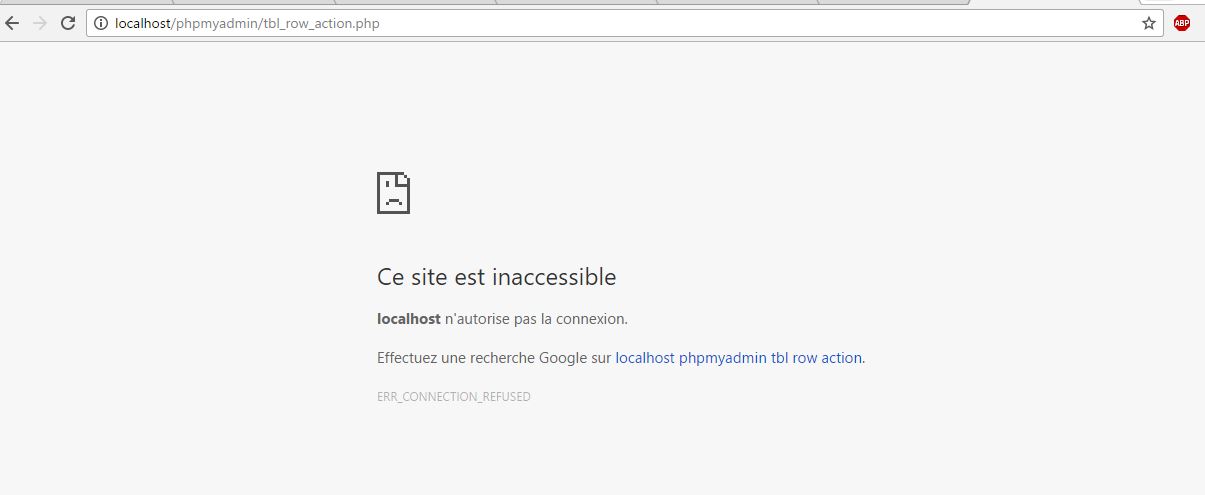 localhost/phpmyadmin/tbl_row_action.php
ABP
Ce site est inaccessible
localhost n'autorise pas la connexion.
Effectuez une recherche Google sur localhost phpmyadmin tbl row action.
ERR_CONNECTION_REFUSED